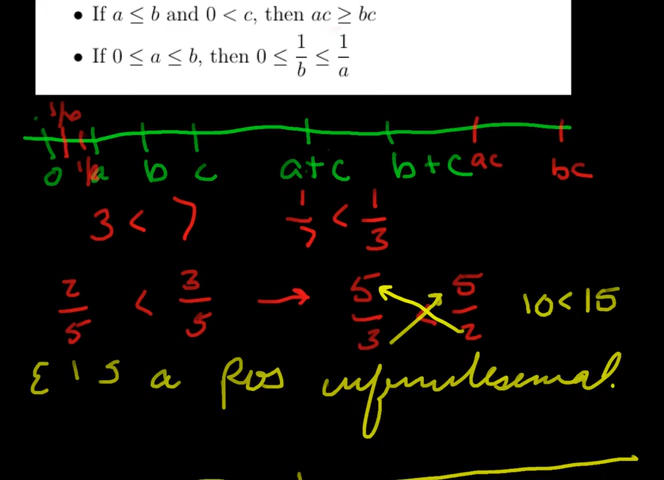 • If a ≤ b and 0 < c, then ac ≥ bc
• If 0 ≤ a ≤ b, then 0 ≤ 1/b ≤ 1/a
1/b
0 1/a a b c a+c b+c ac bc
3 < 7 1/7 < 1/3
2/5 < 3/5 → 5/3 < 5/2 10 < 15
ε is a pos infinitesemal.